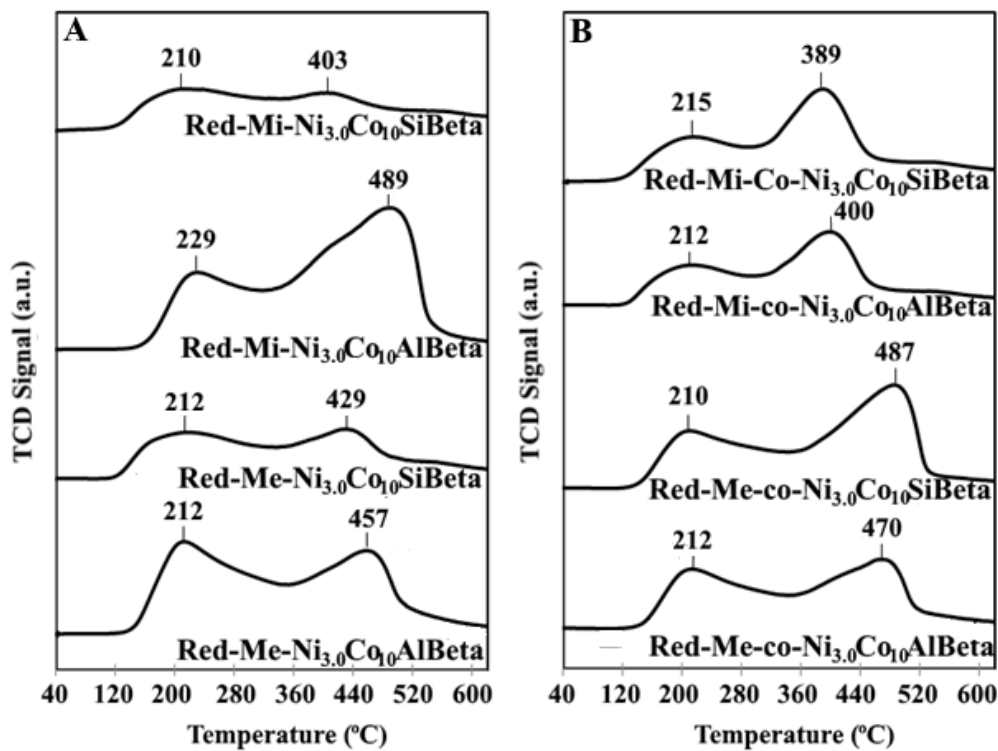 A
210
403
Red-Mi-Ni3.0Co10SiBeta
489
229
Red-Mi-Ni3.0Co10AlBeta
212
429
Red-Me-Ni3.0Co10SiBeta
212
457
Red-Me-Ni3.0Co10AlBeta
40 120 200 280 360 440 520 600
Temperature (ºC)
TCD Signal (a.u.)
B
389
215
Red-Mi-Co-Ni3.0Co10SiBeta
400
212
Red-Mi-co-Ni3.0Co10AlBeta
487
210
Red-Me-co-Ni3.0Co10SiBeta
470
212
Red-Me-co-Ni3.0Co10AlBeta
40 120 200 280 360 440 520 600
Temperature (ºC)
TCD Signal (a.u.)